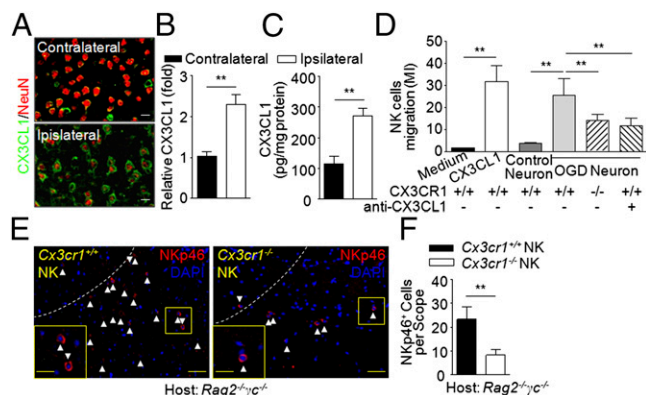 A
Contralateral
CX3CL1/NeuN
Ipsilateral
B
Contralateral
Ipsilateral
Relative CX3CL1 (fold)
3
2
1
0
**
C
CX3CL1
(pg/mg protein)
400
300
200
100
0
**
D
NK cells
migration (MI)
50
40
30
20
10
0
**
**
**
**
Medium
CX3CL1
Control
Neuron
OGD Neuron
CX3CR1 +/+ +/+ +/+ +/+ -/- +/+
anti-CX3CL1 - - - - - +
E
Cx3cr1+/+
NK
NKp46
DAPI
Cx3cr1-/-
NK
NKp46
DAPI
Host: Rag2-/-γc-/-
F
Cx3cr1+/+ NK
Cx3cr1-/- NK
NKp46+ Cells
per Scope
40
30
20
10
0
**
Host: Rag2-/-γc-/-